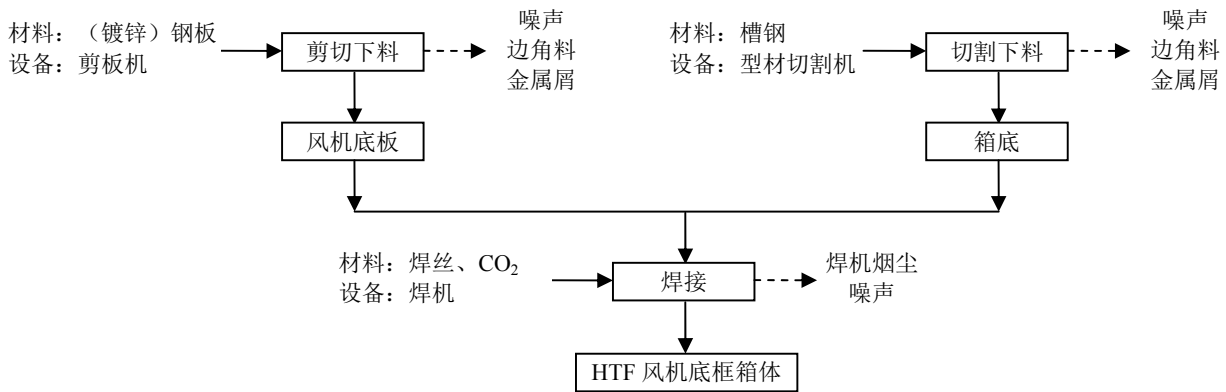 材料：（镀锌）钢板
设备：剪板机
剪切下料
噪声
边角料
金属屑
材料：槽钢
设备：型材切割机
切割下料
噪声
边角料
金属屑
风机底板
箱底
材料：焊丝、CO₂
设备：焊机
焊接
焊机烟尘
噪声
HTF 风机底框箱体